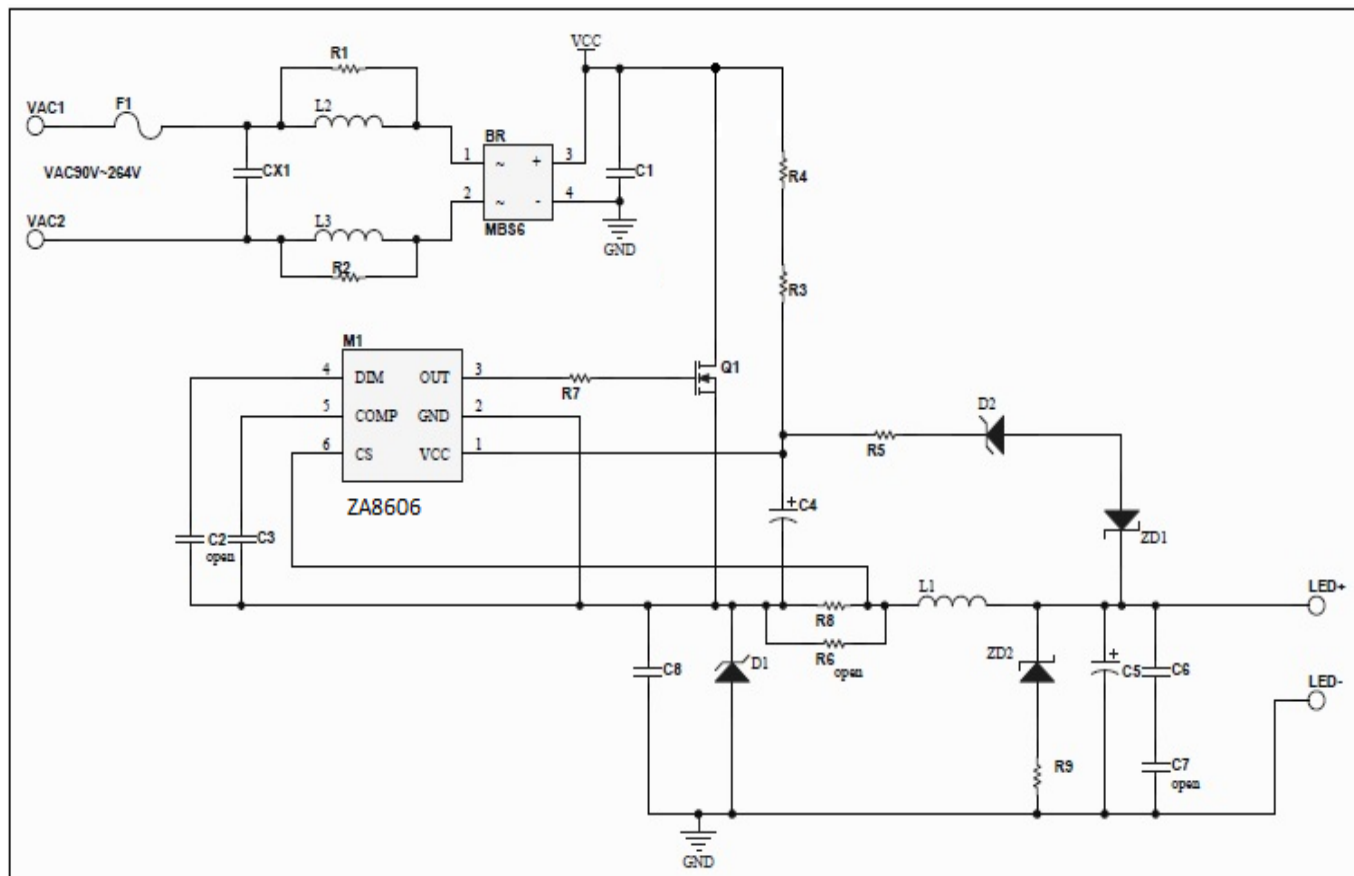 VCC
R1
VAC1
F1
L2
BR
1
~
+
3
VAC90V~264V
CX1
C1
R4
2
~
-
4
VAC2
L3
MBS6
GND
R2
R3
M1
4
DIM
OUT
3
Q1
R7
5
COMP
GND
2
D2
6
CS
VCC
1
R5
ZA8606
C4
C2
open
C3
ZD1
L1
LED+
R8
C8
D1
R6
open
ZD2
C5
C6
LED-
R9
C7
open
GND